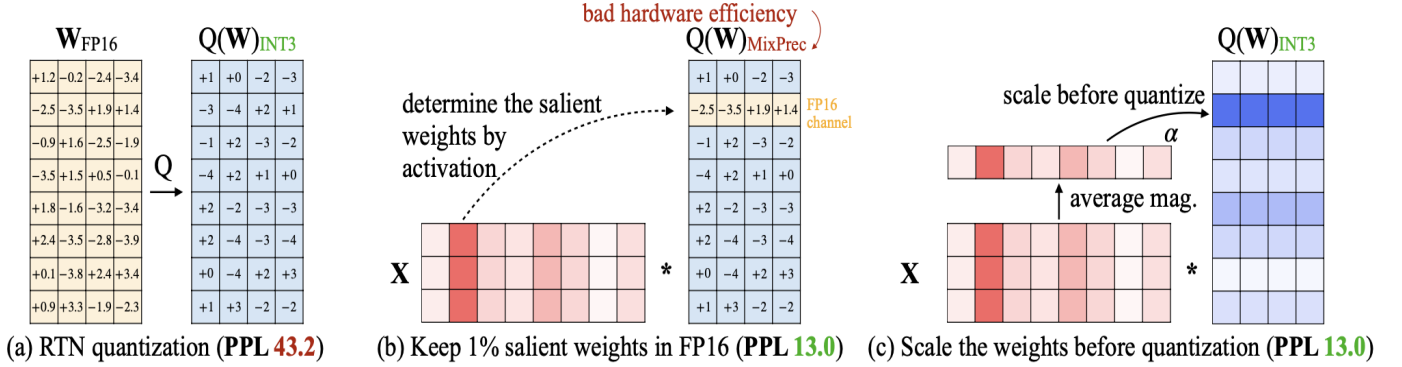 W_FP16
Q(W)_INT3
+1.2 −0.2 −2.4 −3.4
−2.5 −3.5 +1.9 +1.4
−0.9 +1.6 −2.5 −1.9
−3.5 +1.5 +0.5 −0.1
+1.8 −1.6 −3.2 −3.4
+2.4 −3.5 −2.8 −3.9
+0.1 −3.8 +2.4 +3.4
+0.9 +3.3 −1.9 −2.3
Q
+1 +0 −2 −3
−3 −4 +2 +1
−1 +2 −3 −2
−4 +2 +1 +0
+2 −2 −3 −3
+2 −4 −3 −4
+0 −4 +2 +3
+1 +3 −2 −2
(a) RTN quantization (PPL 43.2)
bad hardware efficiency
Q(W)_MixPrec
determine the salient
weights by
activation
+1 +0 −2 −3
−2.5 −3.5 +1.9 +1.4
FP16
channel
−1 +2 −3 −2
−4 +2 +1 +0
+2 −2 −3 −3
+2 −4 −3 −4
+0 −4 +2 +3
+1 +3 −2 −2
X
*
(b) Keep 1% salient weights in FP16 (PPL 13.0)
Q(W)_INT3
scale before quantize
α
average mag.
X
*
(c) Scale the weights before quantization (PPL 13.0)